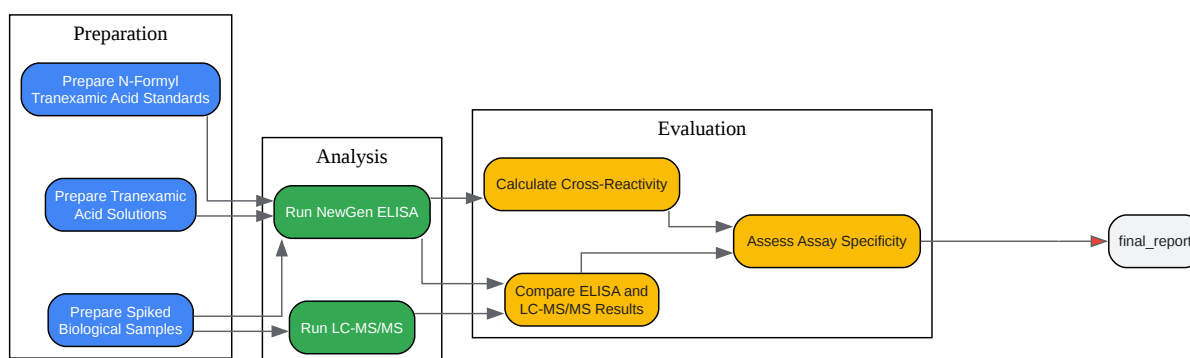 Preparation
Prepare N-Formyl
Tranexamic Acid Standards
Prepare Tranexamic
Acid Solutions
Prepare Spiked
Biological Samples
Analysis
Run NewGen ELISA
Run LC-MS/MS
Evaluation
Calculate Cross-Reactivity
Compare ELISA and
LC-MS/MS Results
Assess Assay Specificity
final_report